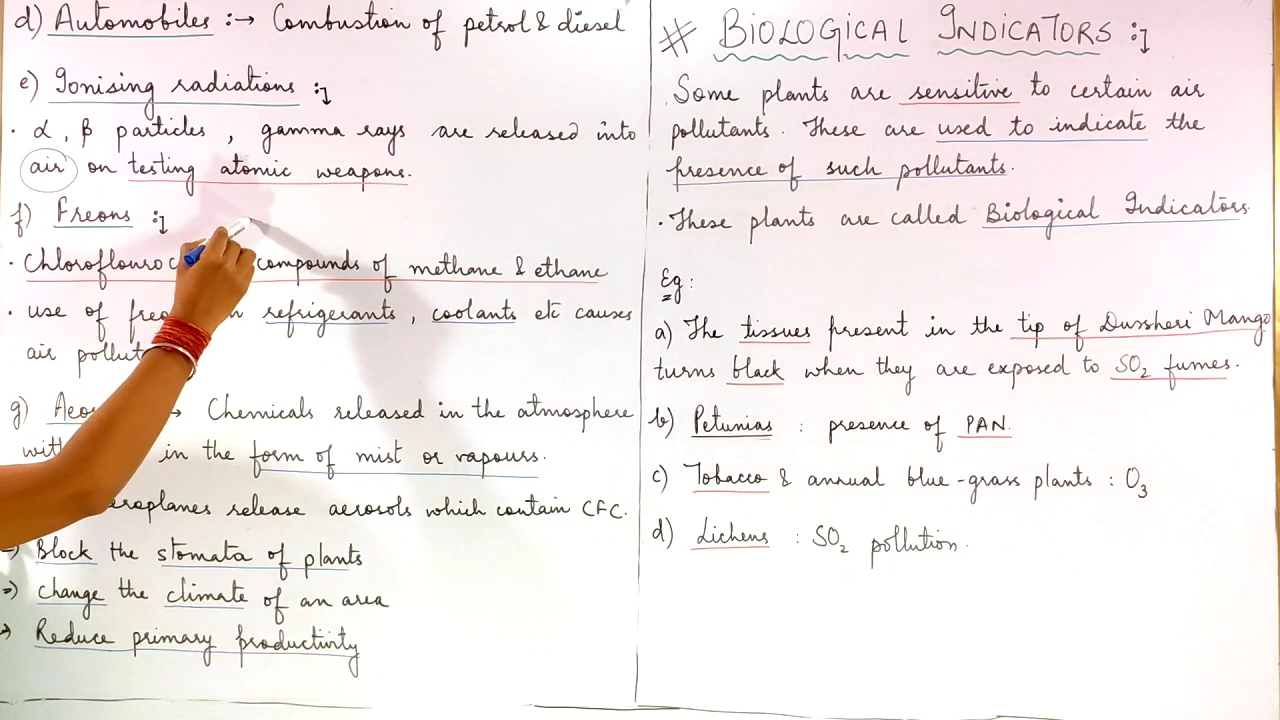 d) Automobiles :→ Combustion of petrol & diesel
e) Ionising radiations :-]
· α, β particles, gamma rays are released into
air on testing atomic weapons.
f) Freons :-]
· Chloroflouro compounds of methane & ethane
· use of refrigerants, coolants etc causes
air
g) → Chemicals released in the atmosphere
in the form of mist or vapours.
release aerosols which contain CFC.
→) Block the stomata of plants
=) change the climate of an area
→) Reduce primary productivity
# BIOLOGICAL INDICATORS :-]
Some plants are sensitive to certain air
pollutants. These are used to indicate the
presence of such pollutants.
· These plants are called Biological Indicators.
Eg :
a) The tissues present in the tip of Dussheri Mango
turns black when they are exposed to SO₂ fumes.
b) Petunias : presence of PAN.
c) Tobacco & annual blue-grass plants : O₃
d) Lichens : SO₂ pollution.